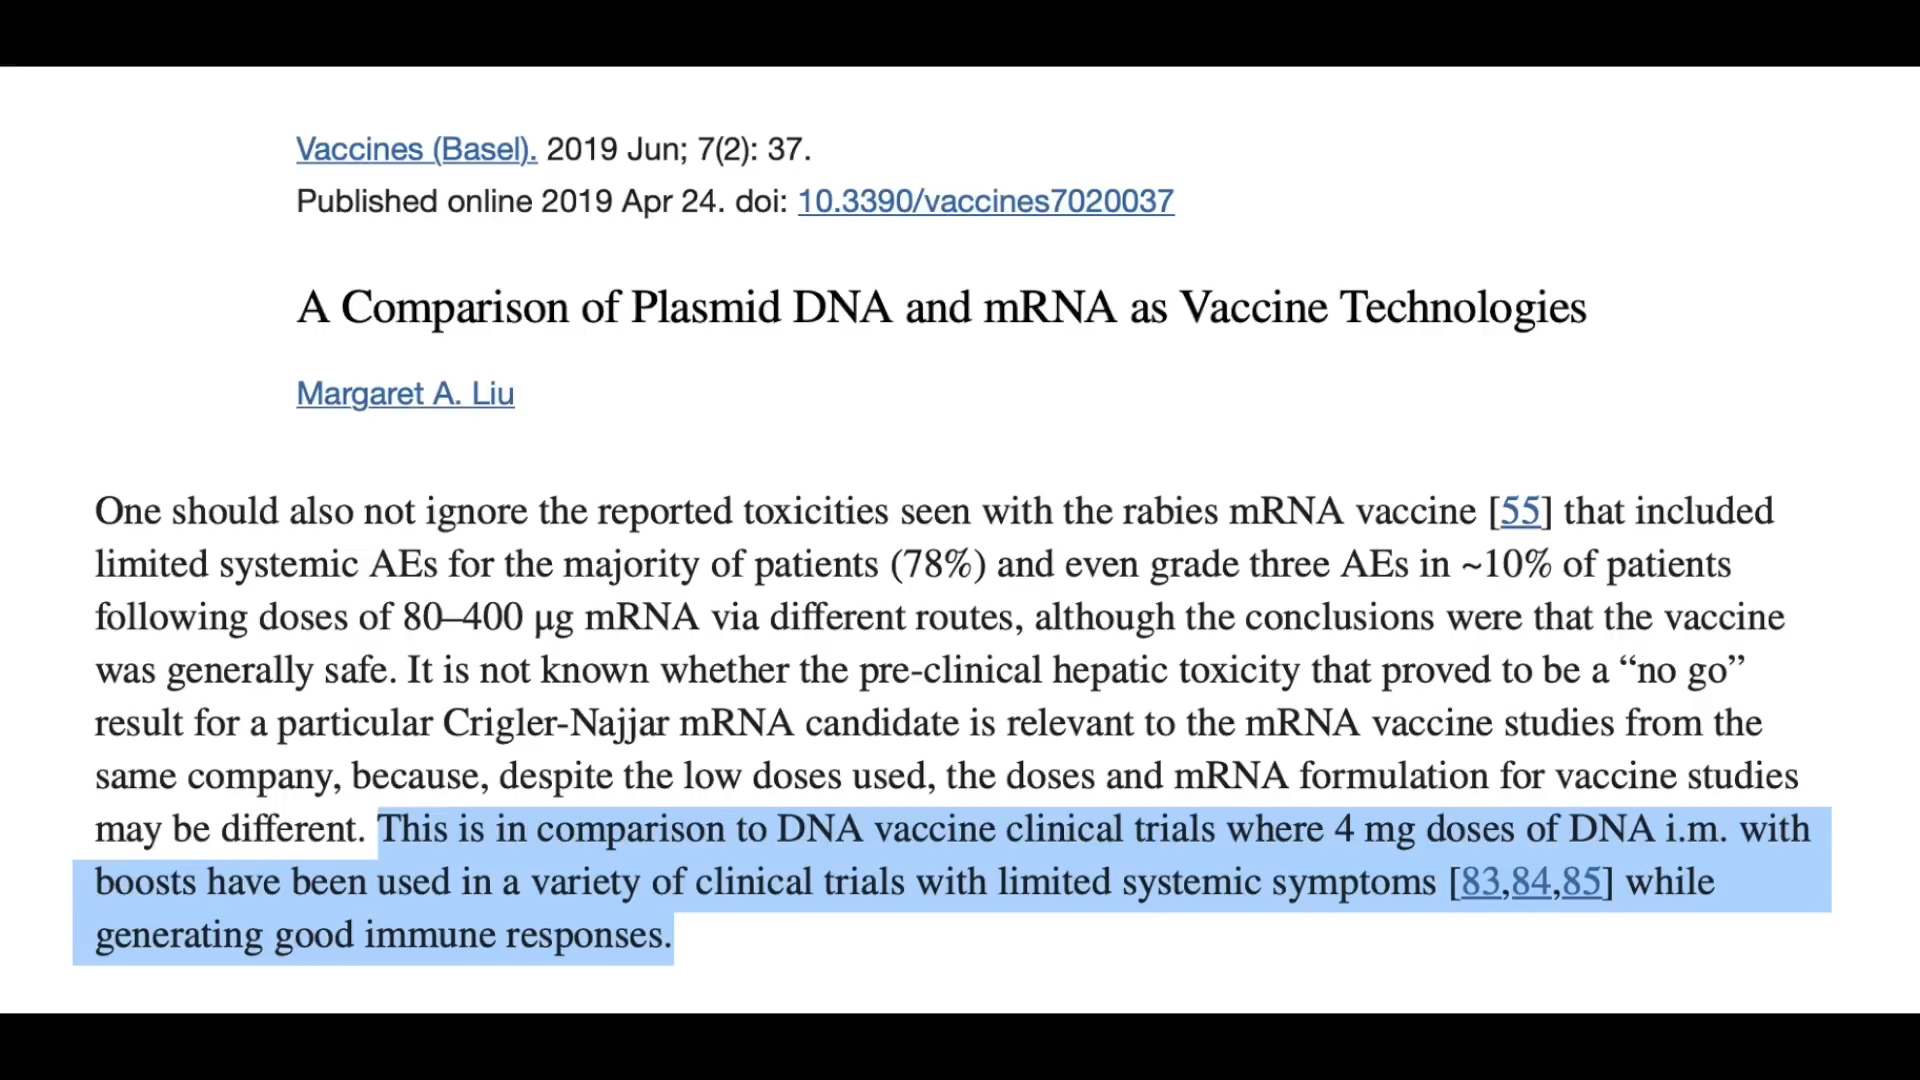 Vaccines (Basel). 2019 Jun; 7(2): 37.
Published online 2019 Apr 24. doi: 10.3390/vaccines7020037
A Comparison of Plasmid DNA and mRNA as Vaccine Technologies
Margaret A. Liu
One should also not ignore the reported toxicities seen with the rabies mRNA vaccine [55] that included
limited systemic AEs for the majority of patients (78%) and even grade three AEs in ~10% of patients
following doses of 80–400 μg mRNA via different routes, although the conclusions were that the vaccine
was generally safe. It is not known whether the pre-clinical hepatic toxicity that proved to be a “no go”
result for a particular Crigler-Najjar mRNA candidate is relevant to the mRNA vaccine studies from the
same company, because, despite the low doses used, the doses and mRNA formulation for vaccine studies
may be different. This is in comparison to DNA vaccine clinical trials where 4 mg doses of DNA i.m. with
boosts have been used in a variety of clinical trials with limited systemic symptoms [83,84,85] while
generating good immune responses.